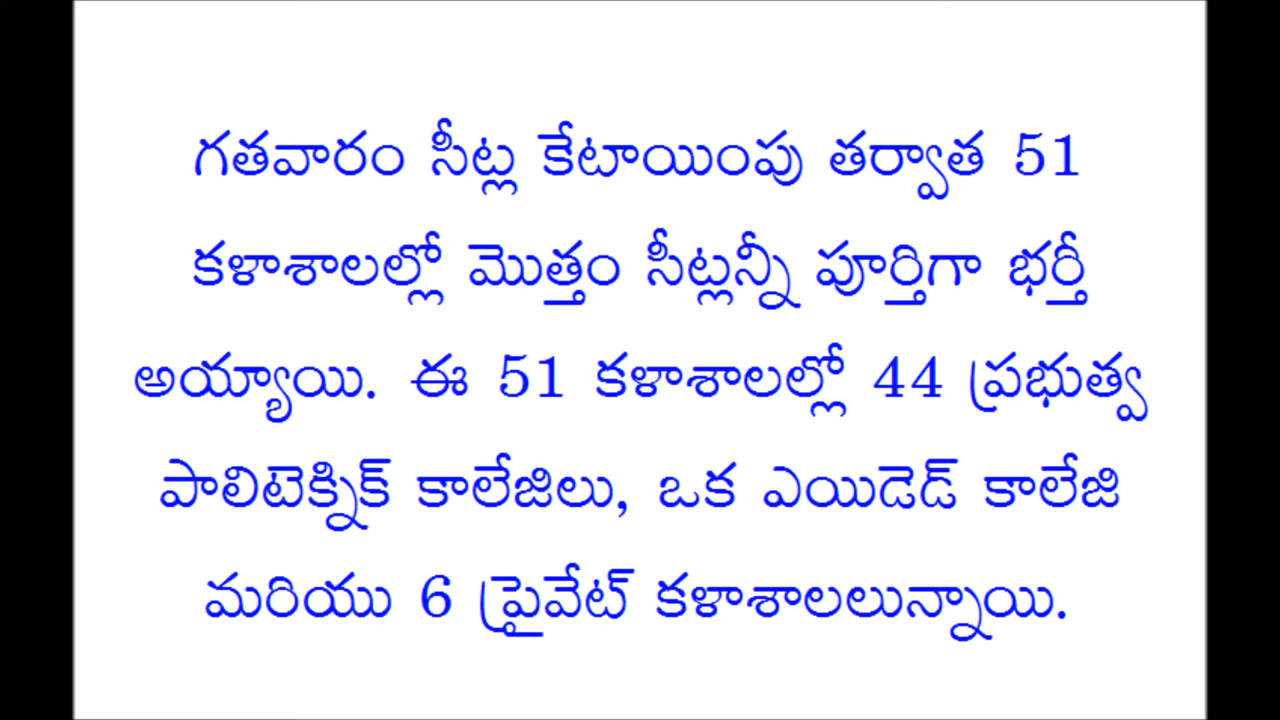 గతవారం సీట్ల కేటాయింపు తర్వాత 51
కళాశాలల్లో మొత్తం సీట్లన్నీ పూర్తిగా భర్తీ
అయ్యాయి. ఈ 51 కళాశాలల్లో 44 ప్రభుత్వ
పాలిటెక్నిక్ కాలేజిలు, ఒక ఎయిడెడ్ కాలేజి
మరియు 6 ప్రైవేట్ కళాశాలలున్నాయి.